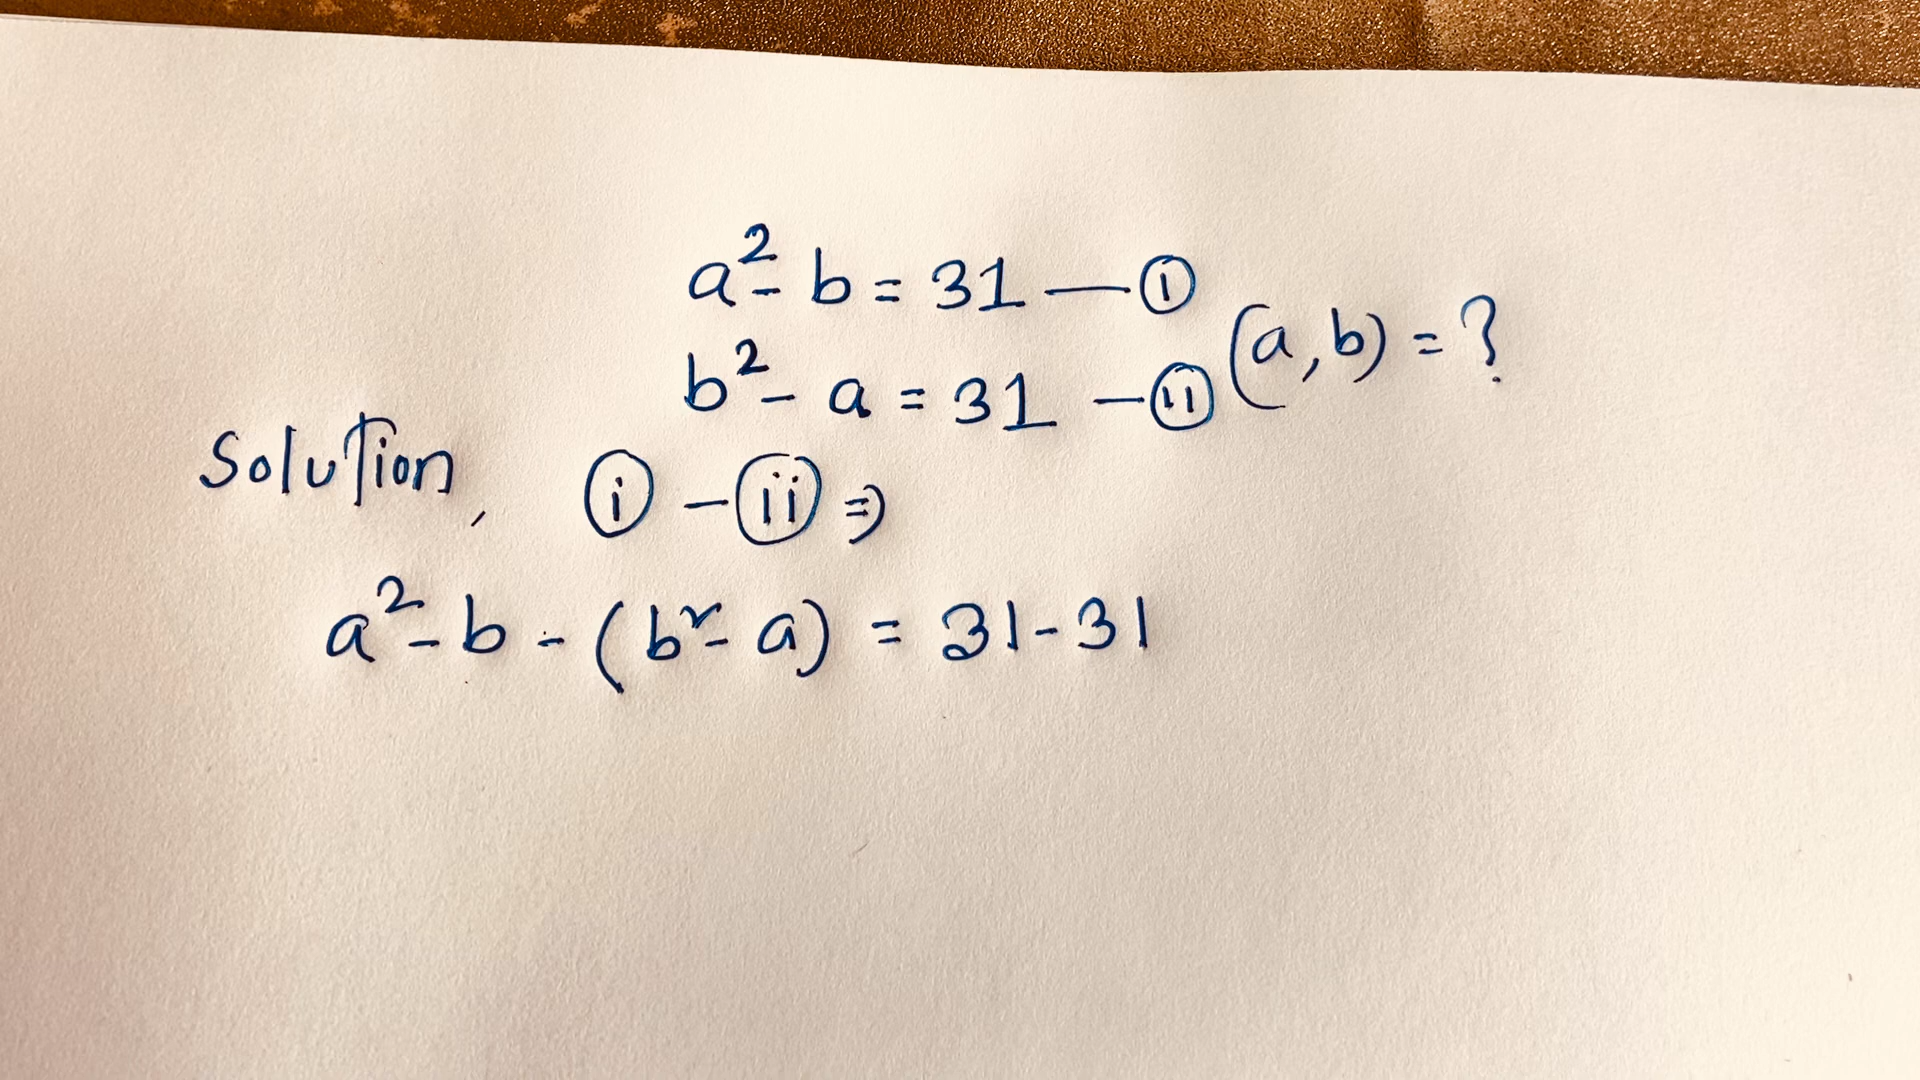 a² - b = 31 — ⓘ
b² - a = 31 — ⓘⓘ (a, b) = ?
Solution, ⓘ - ⓘⓘ ⇒
a² - b - (b² - a) = 31 - 31